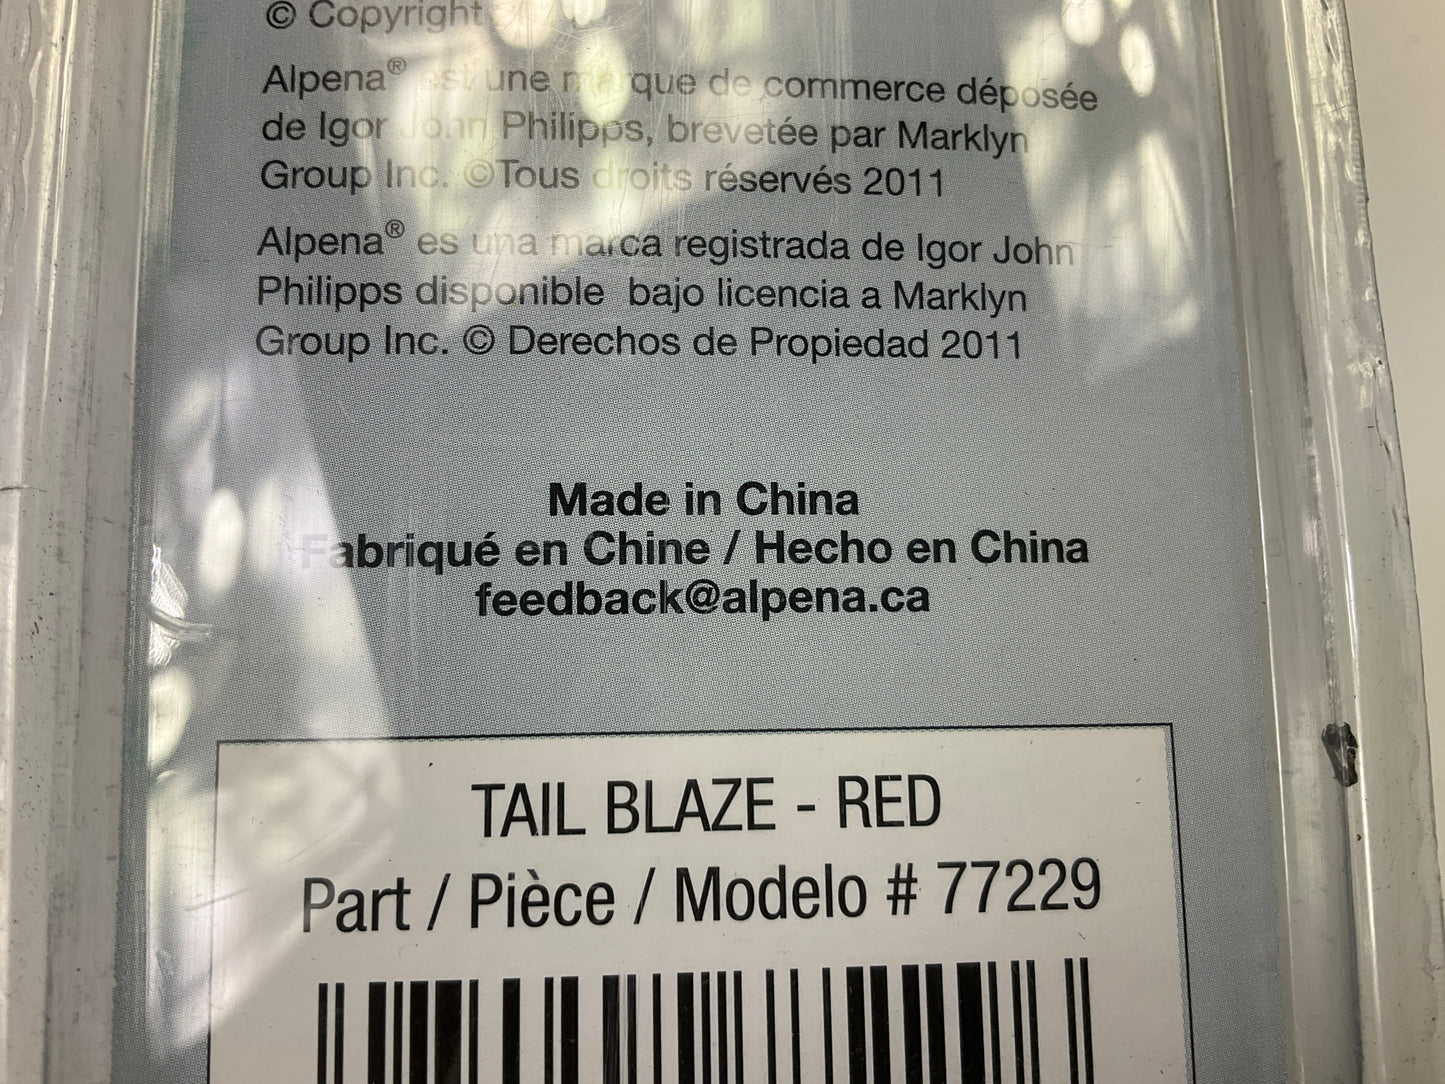 © Copyright
Alpena® est une marque de commerce déposée
de Igor John Philipps, brevetée par Marklyn
Group Inc. ©Tous droits réservés 2011
Alpena® es una marca registrada de Igor John
Philipps disponible bajo licencia a Marklyn
Group Inc. © Derechos de Propiedad 2011
Made in China
Fabriqué en Chine / Hecho en China
feedback@alpena.ca
TAIL BLAZE - RED
Part / Pièce / Modelo # 77229